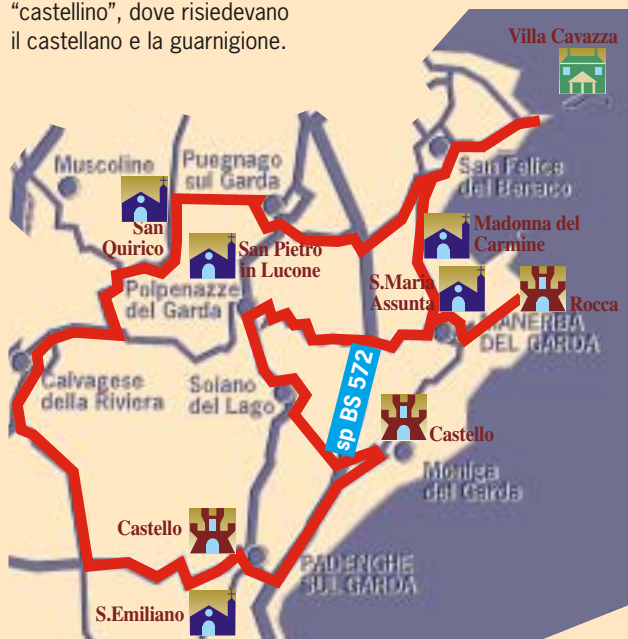 “castellino”, dove risiedevano
il castellano e la guarnigione.
Villa Cavazza
Muscoline
Puegnago
sul Garda
San Felice
del Benaco
San
Quirico
San Pietro
in Lucone
Madonna del
Carmine
S.Maria
Assunta
Rocca
Polpenazze
del Garda
MANERBA
DEL GARDA
Calvagese
della Riviera
Soiano
del Lago
sp BS 572
Castello
Moniga
del Garda
Castello
PADENGHE
SUL GARDA
S.Emiliano